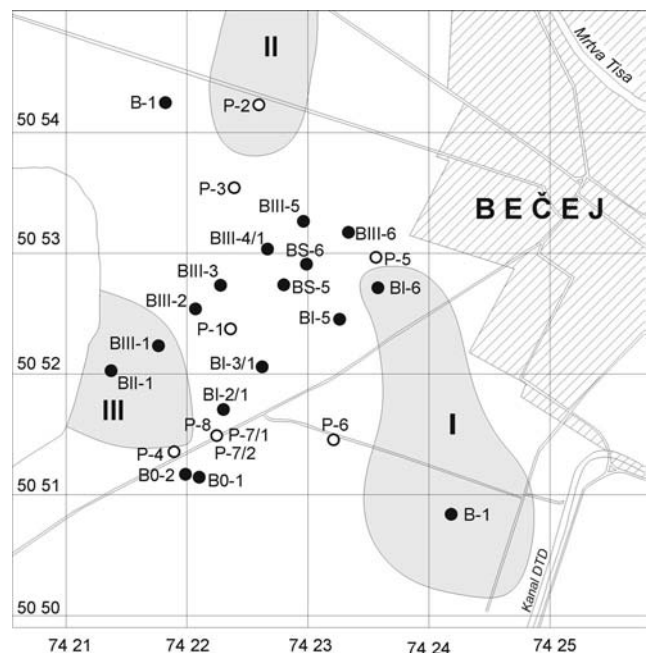 II
Mrtva Tisa
B-1
P-2
50 54
P-3
BIII-5
BEČEJ
BIII-4/1
BIII-6
50 53
BS-6
P-5
BIII-3
BS-5
BI-6
BIII-2
P-1
BI-5
BIII-1
50 52
BII-1
BI-3/1
III
BI-2/1
I
P-8
P-7/1
P-6
P-4
P-7/2
B0-2
B0-1
50 51
B-1
Kanal DTD
50 50
74 21
74 22
74 23
74 24
74 25